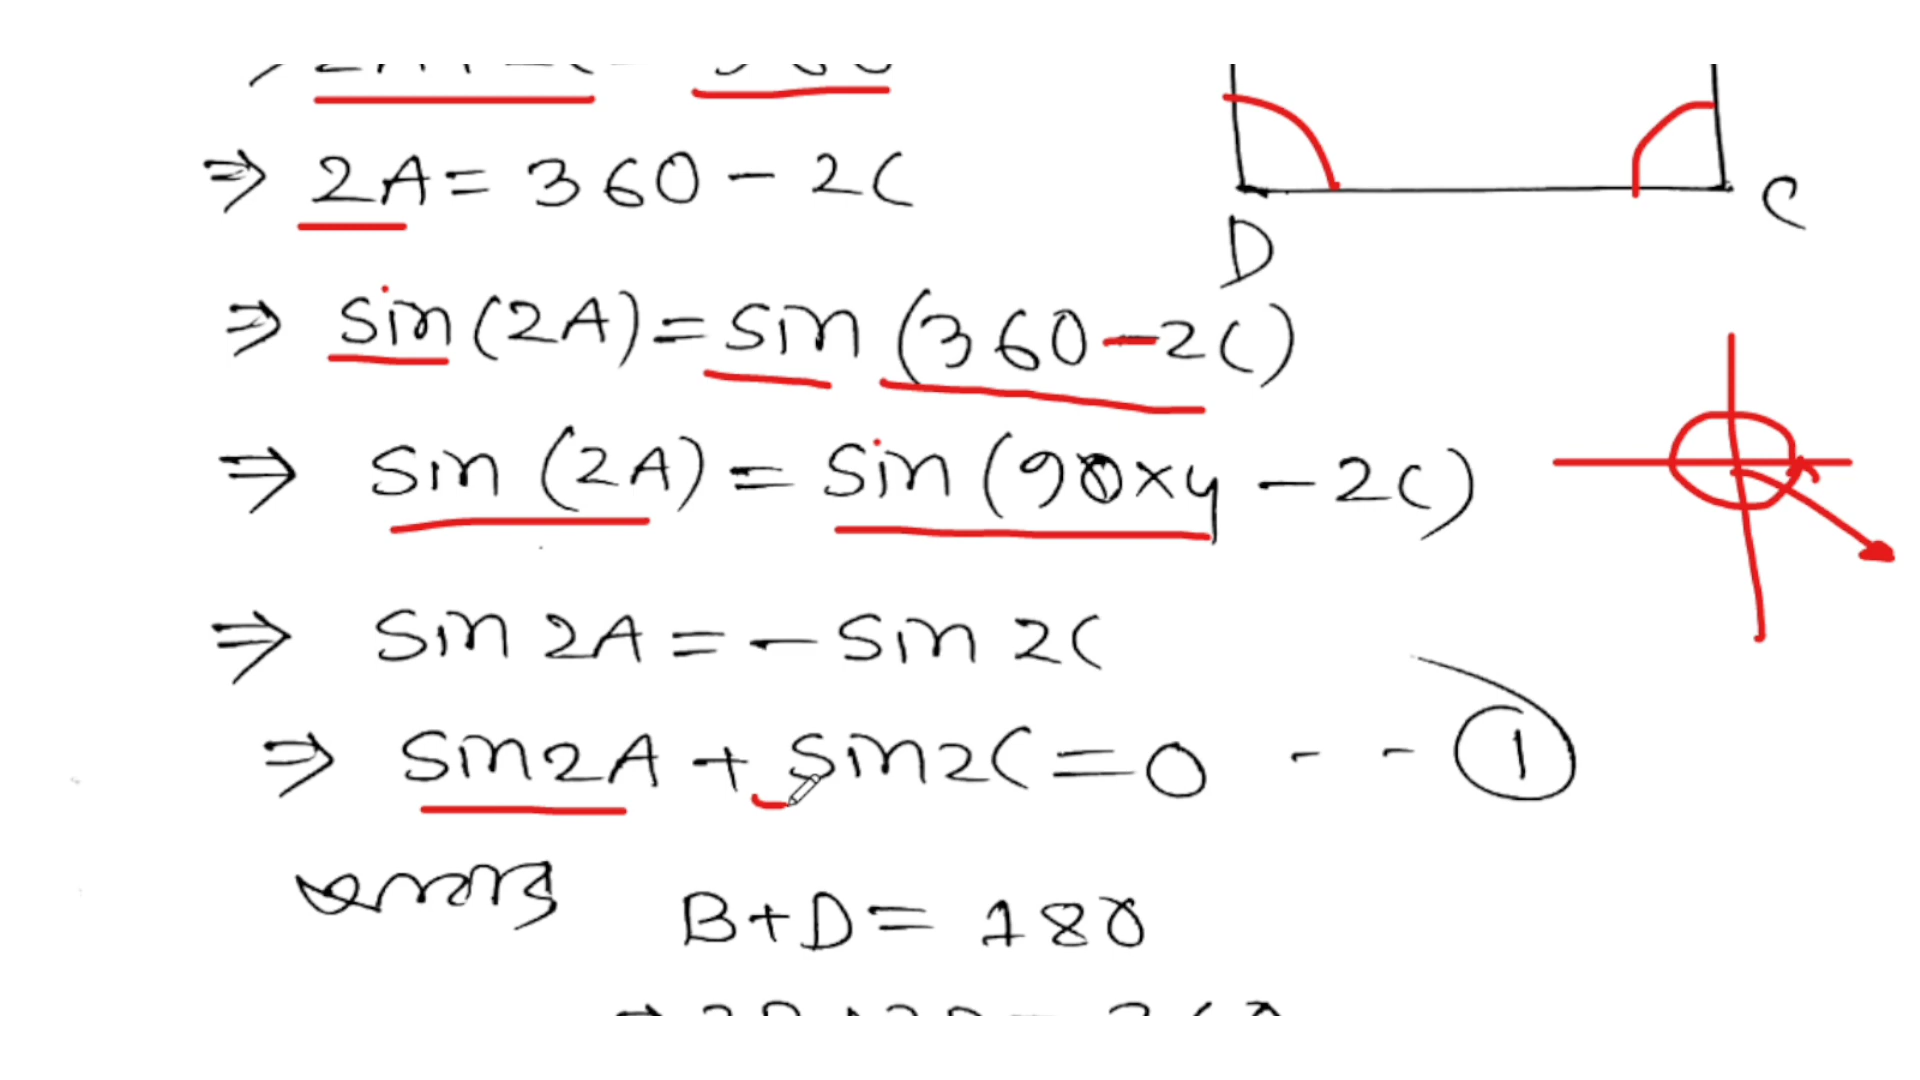 ⇒ 2A = 360 - 2C
C
D
⇒ sin(2A) = sin (360-2C)
⇒ sin (2A) = sin (90×4 - 2C)
⇒ sin 2A = - sin 2C
⇒ sin2A + sin2C = 0 - - ①
B+D = 180